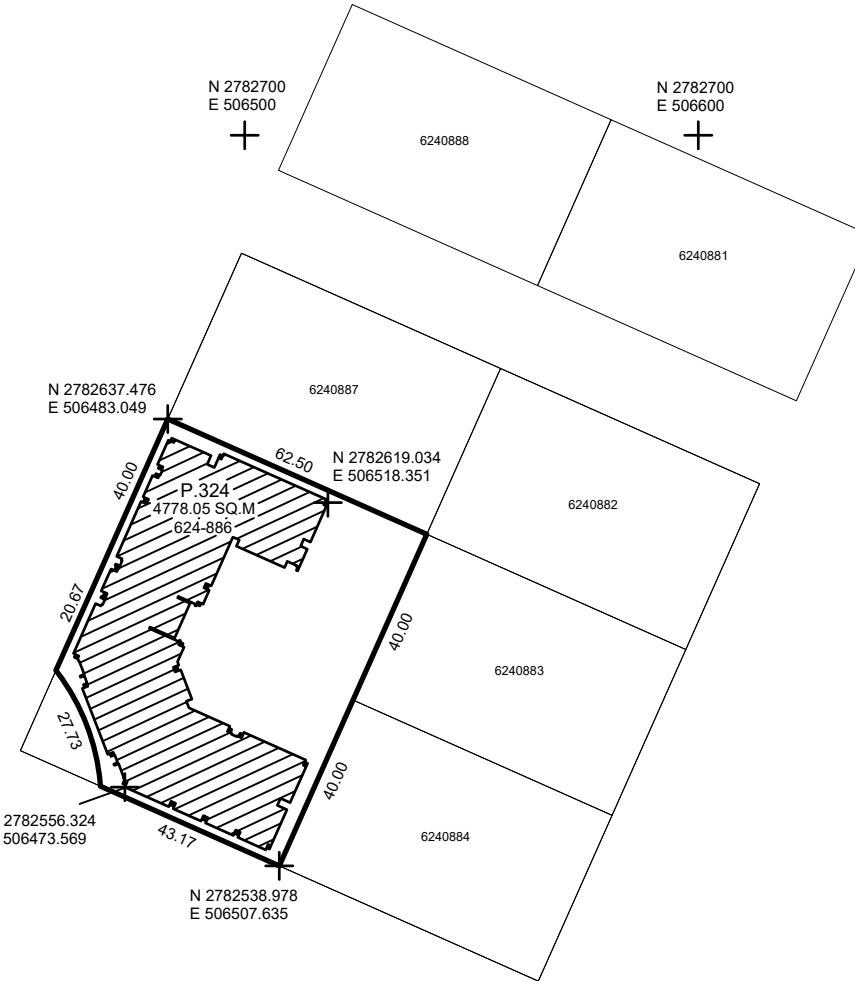 N 2782700
E 506500
N 2782700
E 506600
6240888
6240881
6240887
N 2782637.476
E 506483.049
62.50
N 2782619.034
E 506518.351
40.00
P.324
4778.05 SQ.M
624-886
6240882
20.67
40.00
6240883
27.73
40.00
2782556.324
506473.569
43.17
6240884
N 2782538.978
E 506507.635